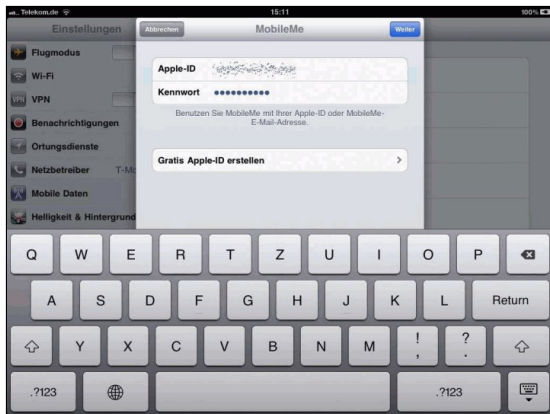 Telekom.de
15:11
100%
Einstellungen
Abbrechen
MobileMe
Weiter
Flugmodus
Wi-Fi
VPN
VPN
Benachrichtigungen
Ortungsdienste
Netzbetreiber
Mobile Daten
Helligkeit & Hintergrund
Apple-ID
Kennwort ••••••••••
Benutzen Sie MobileMe mit Ihrer Apple-ID oder MobileMe-
E-Mail-Adresse.
Gratis Apple-ID erstellen
Q W E R T Z U I O P
A S D F G H J K L Return
Y X C V B N M ! , ? .
.?123 .?123